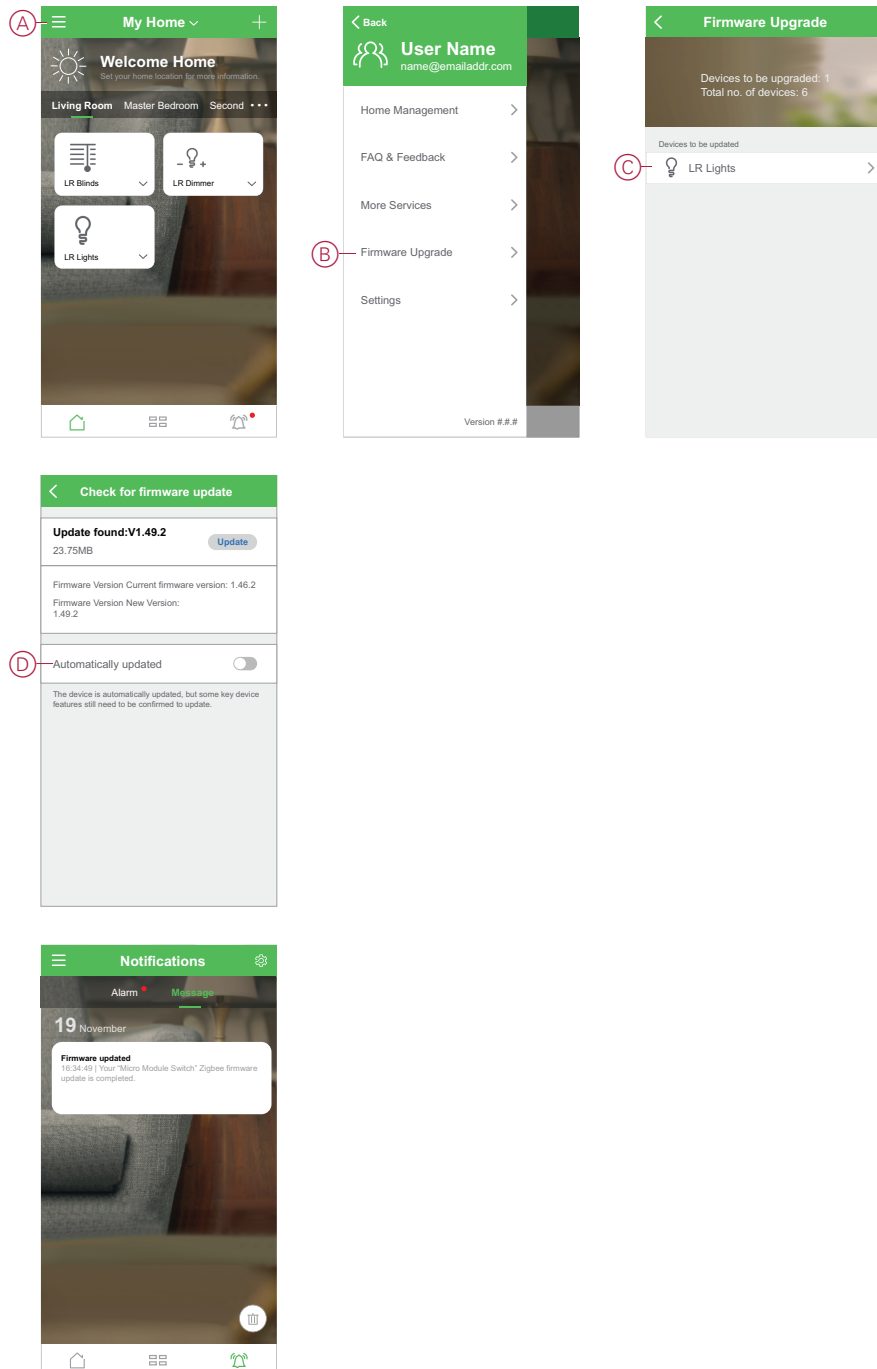 A
My Home
Welcome Home
Set your home location for more information.
Living Room Master Bedroom Second
LR Blinds
LR Dimmer
LR Lights
Back
User Name
name@emailaddr.com
Home Management
FAQ & Feedback
More Services
B
Firmware Upgrade
Settings
Version #.#.#
Firmware Upgrade
Devices to be upgraded: 1
Total no. of devices: 6
Devices to be updated
C
LR Lights
Check for firmware update
Update found:V1.49.2
23.75MB
Update
Firmware Version Current firmware version: 1.46.2
Firmware Version New Version:
1.49.2
D
Automatically updated
The device is automatically updated, but some key device
features still need to be confirmed to update.
Notifications
Alarm Message
19 November
Firmware updated
16:34:49 | Your “Micro Module Switch” Zigbee firmware
update is completed.